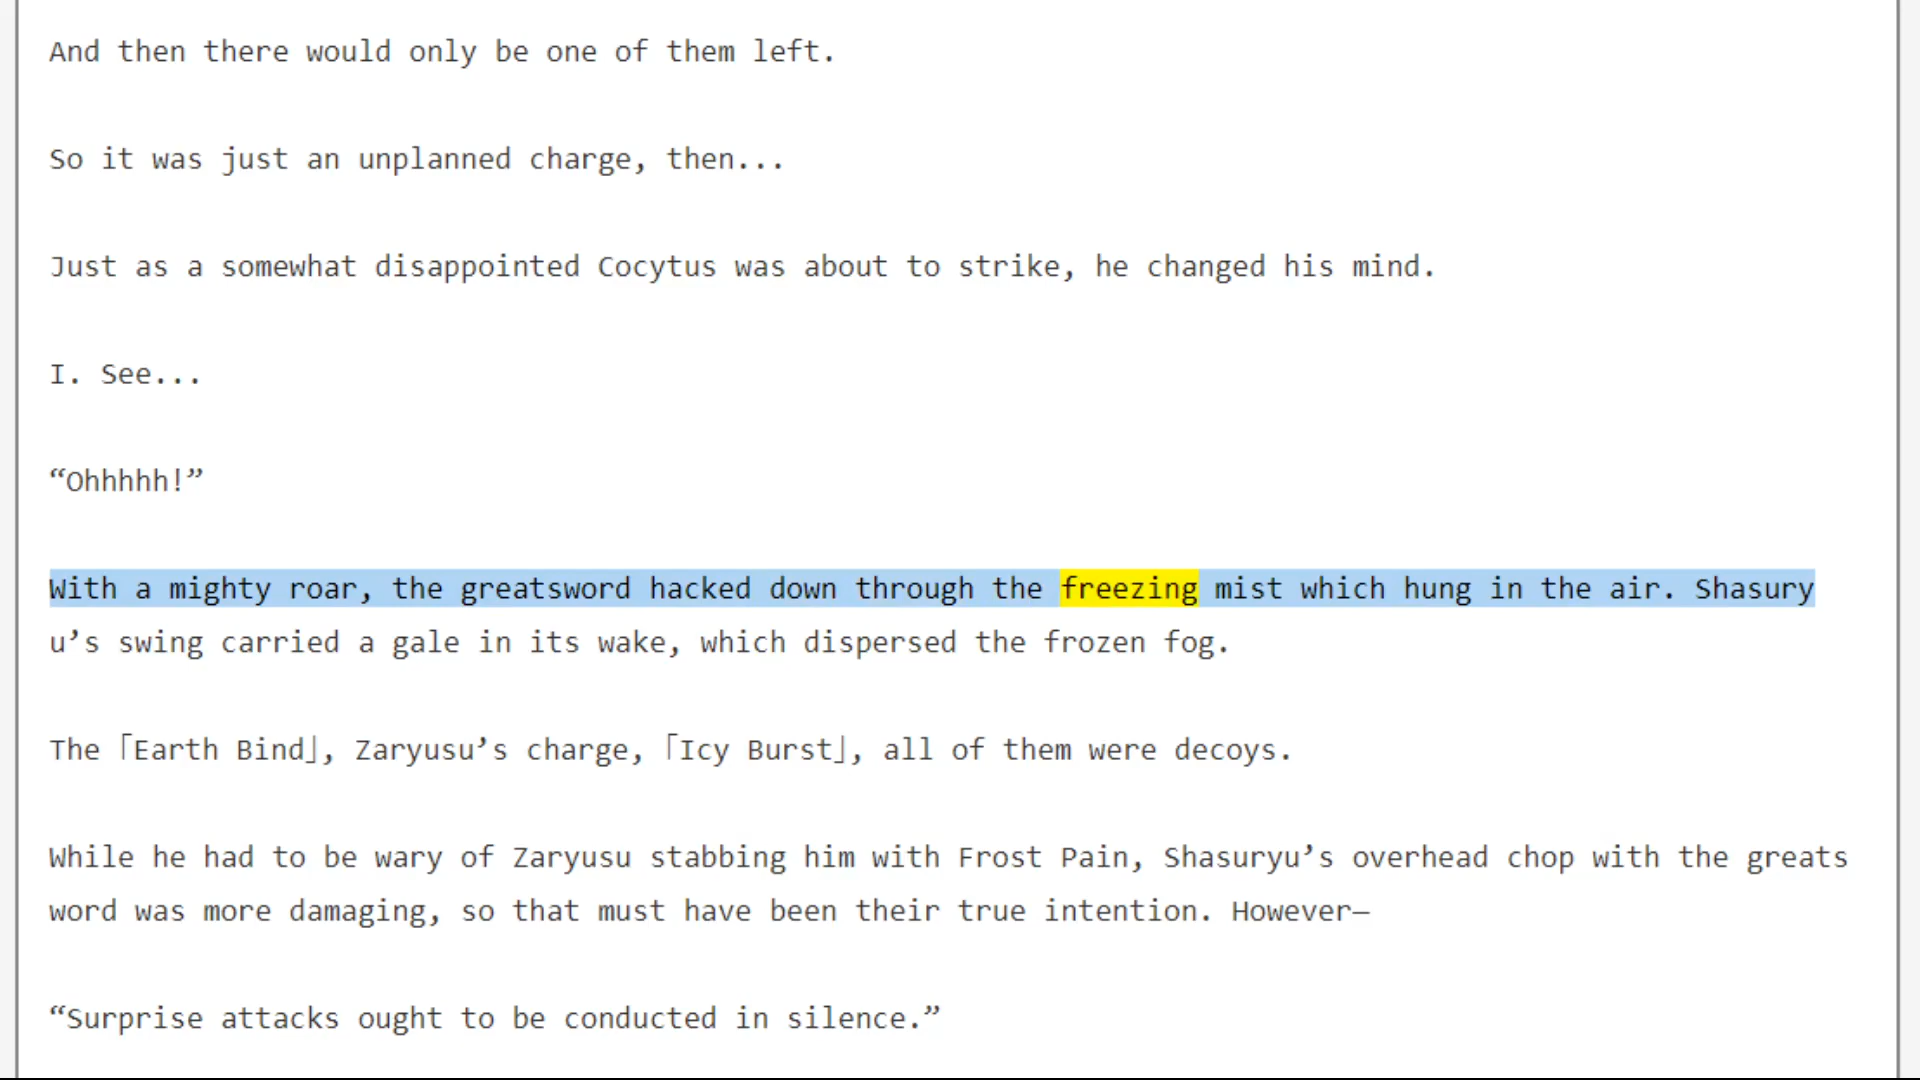 And then there would only be one of them left.
So it was just an unplanned charge, then...
Just as a somewhat disappointed Cocytus was about to strike, he changed his mind.
I. See...
“Ohhhhh!”
With a mighty roar, the greatsword hacked down through the freezing mist which hung in the air. Shasury
u’s swing carried a gale in its wake, which dispersed the frozen fog.
The「Earth Bind」, Zaryusu’s charge,「Icy Burst」, all of them were decoys.
While he had to be wary of Zaryusu stabbing him with Frost Pain, Shasuryu’s overhead chop with the greats
word was more damaging, so that must have been their true intention. However—
“Surprise attacks ought to be conducted in silence.”